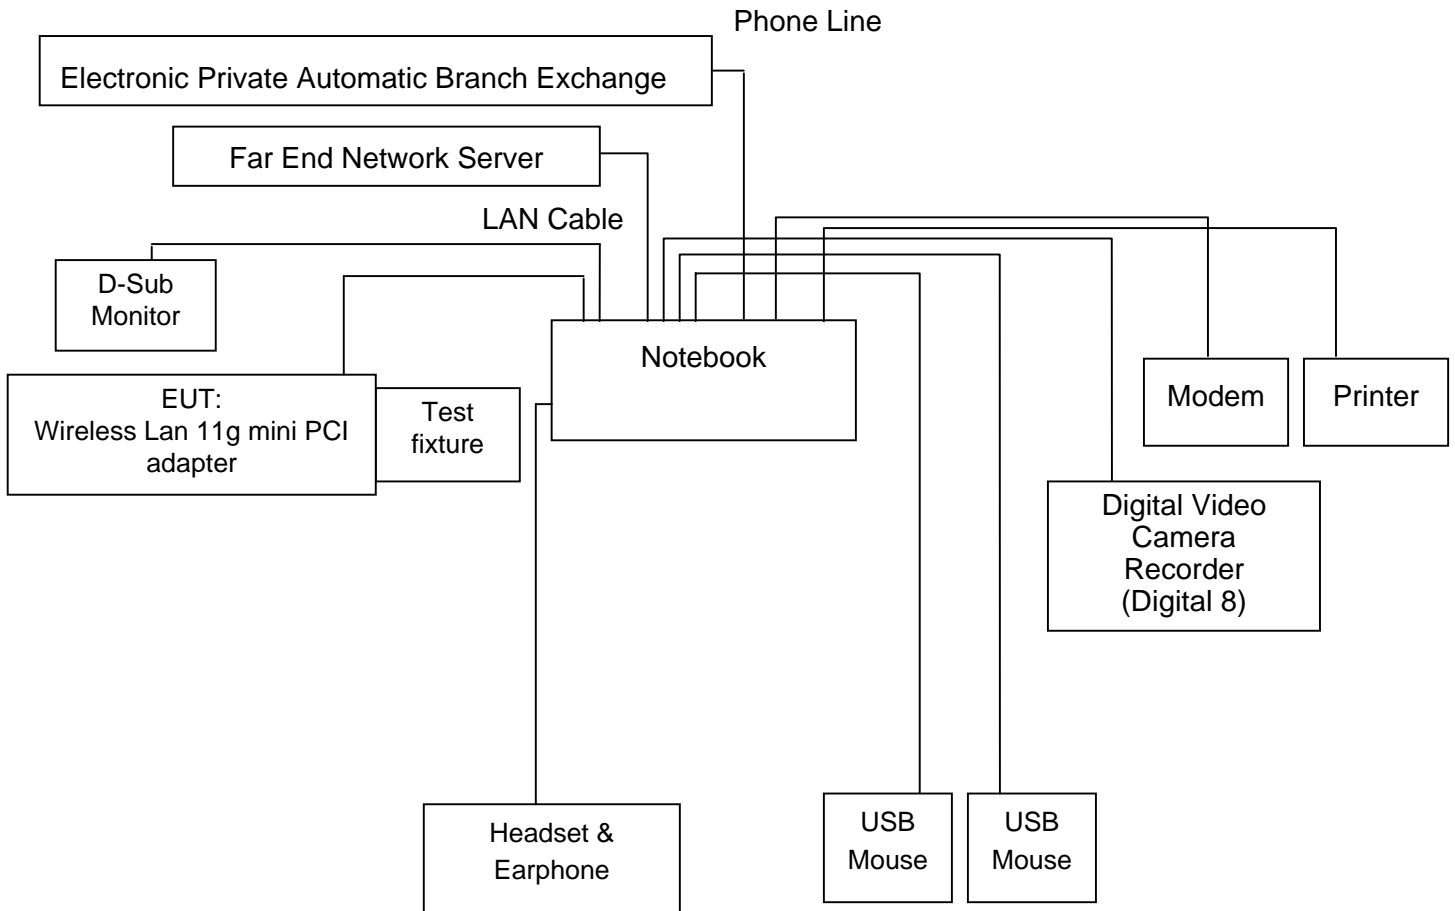 Phone Line
Electronic Private Automatic Branch Exchange
Far End Network Server
LAN Cable
D-Sub
Monitor
Notebook
EUT:
Wireless Lan 11g mini PCI
adapter
Test
fixture
Modem
Printer
Digital Video
Camera
Recorder
(Digital 8)
Headset &
Earphone
USB
Mouse
USB
Mouse